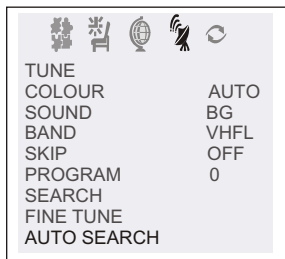 TUNE
COLOUR AUTO
SOUND BG
BAND VHFL
SKIP OFF
PROGRAM 0
SEARCH
FINE TUNE
AUTO SEARCH